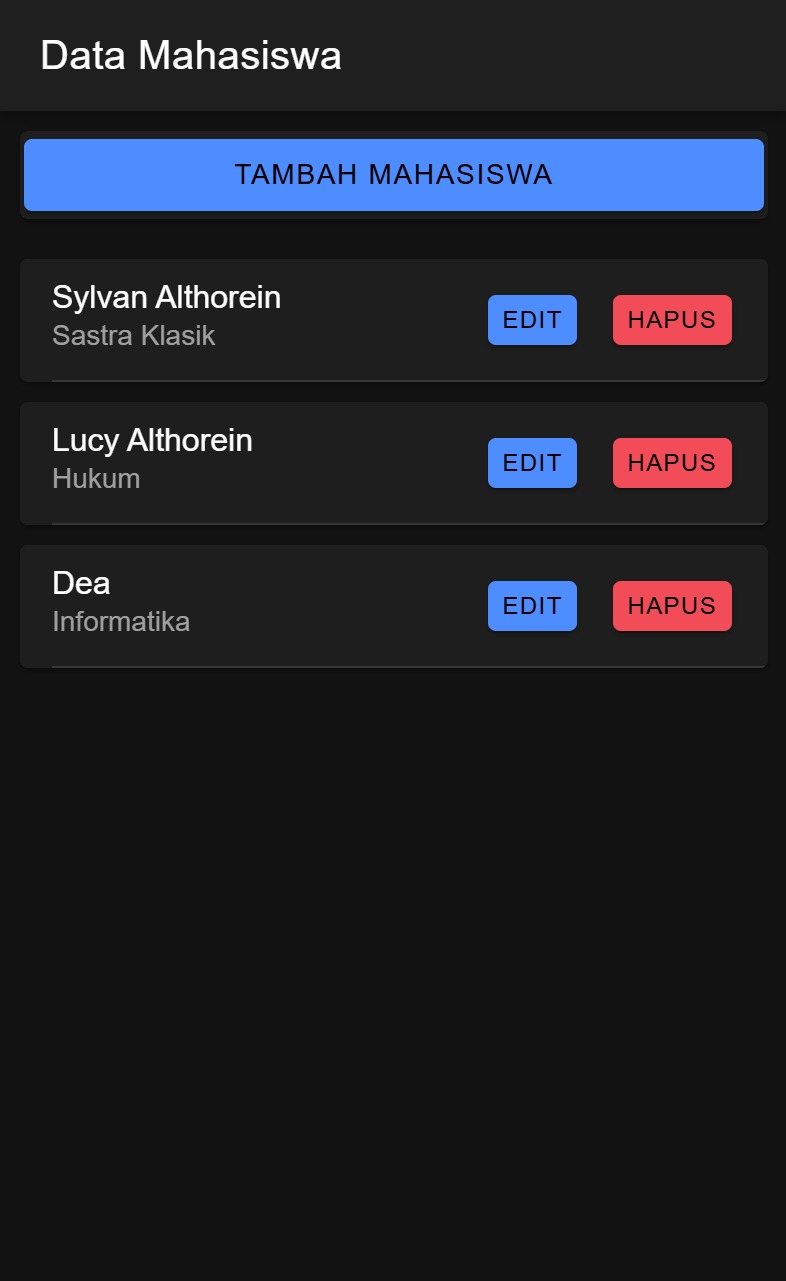 Data Mahasiswa
TAMBAH MAHASISWA
Sylvan Althorein
Sastra Klasik
EDIT
HAPUS
Lucy Althorein
Hukum
EDIT
HAPUS
Dea
Informatika
EDIT
HAPUS